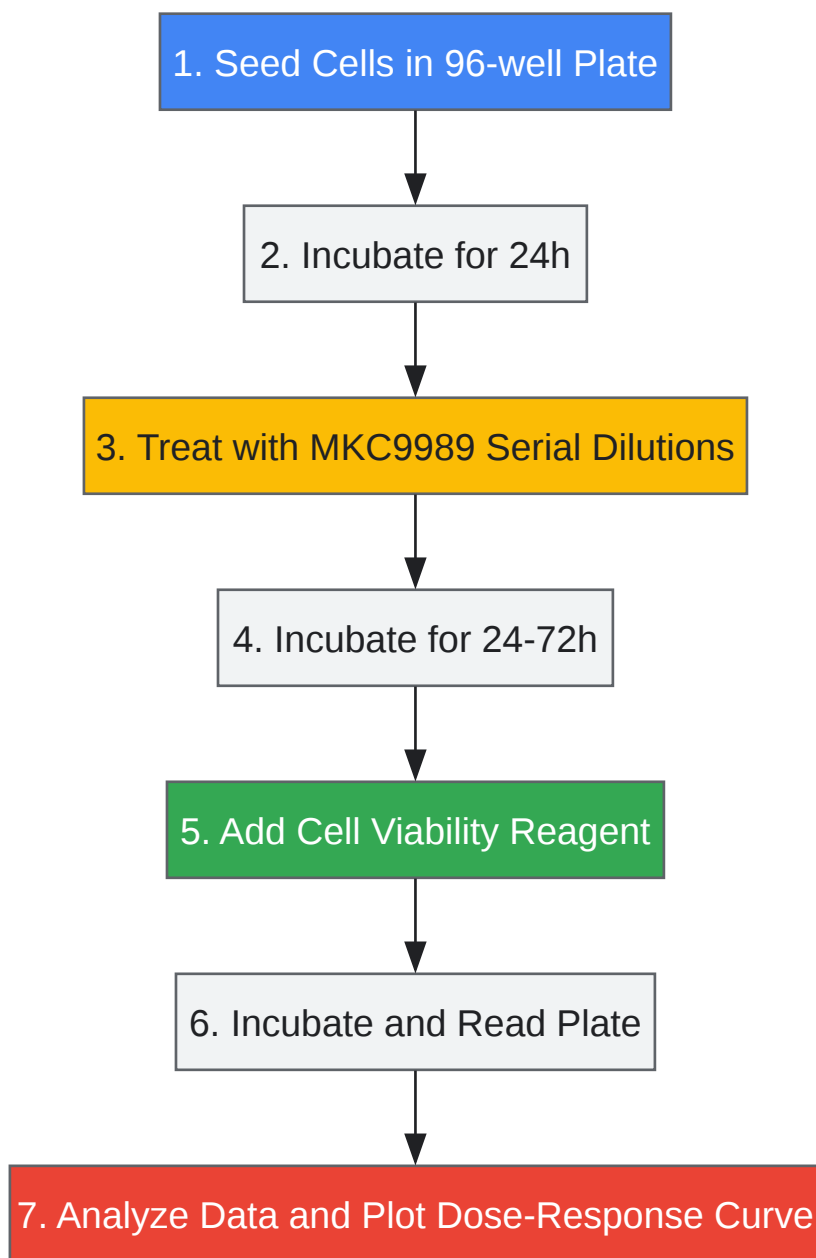 1. Seed Cells in 96-well Plate
2. Incubate for 24h
3. Treat with MKC9989 Serial Dilutions
4. Incubate for 24-72h
5. Add Cell Viability Reagent
6. Incubate and Read Plate
7. Analyze Data and Plot Dose-Response Curve